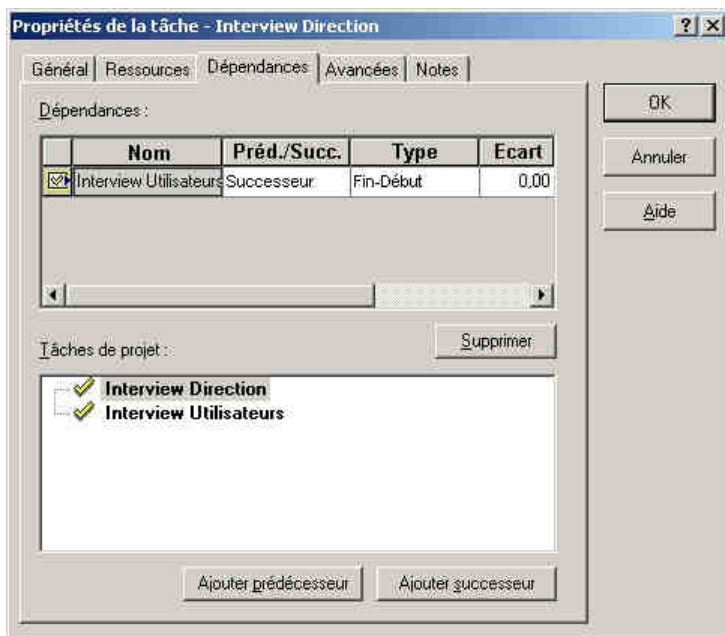 Propriétés de la tâche - Interview Direction
Général Ressources Dépendances Avancées Notes
Dépendances :
OK
Nom Préd./Succ. Type Ecart
Annuler
Interview Utilisateurs Successeur Fin-Début 0,00
Aide
Supprimer
Tâches de projet :
Interview Direction
Interview Utilisateurs
Ajouter prédécesseur Ajouter successeur